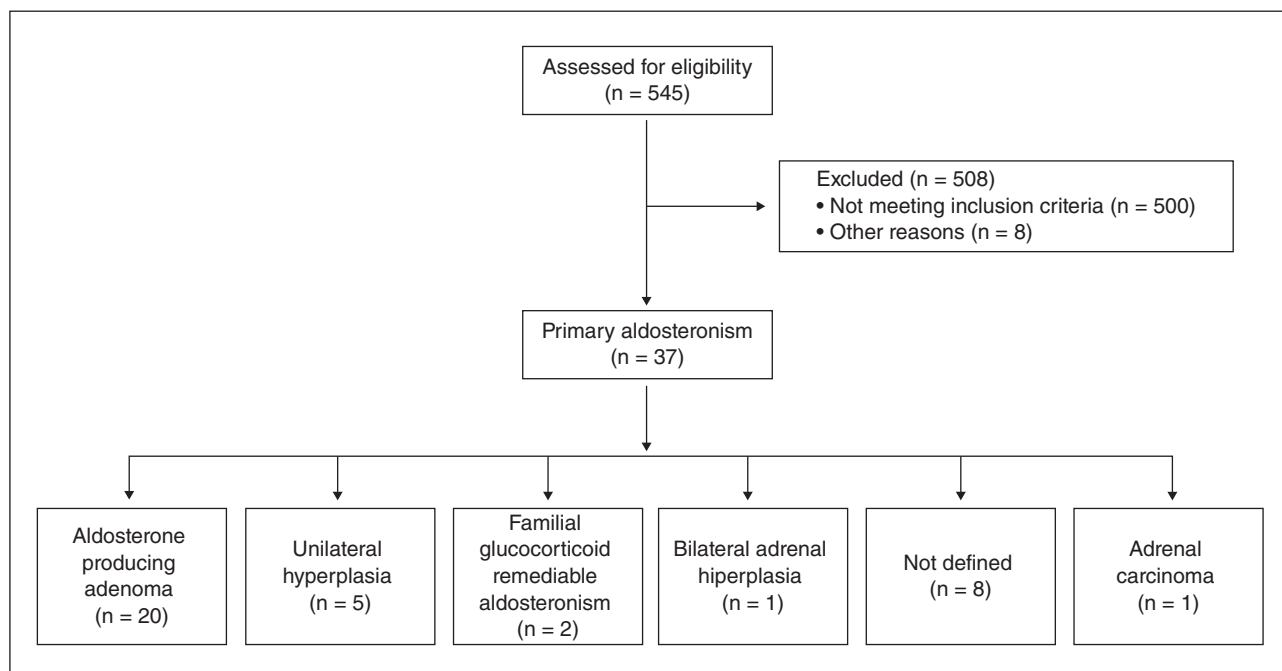 Assessed for eligibility
(n = 545)
Excluded (n = 508)
• Not meeting inclusion criteria (n = 500)
• Other reasons (n = 8)
Primary aldosteronism
(n = 37)
Aldosterone
producing
adenoma
(n = 20)
Unilateral
hyperplasia
(n = 5)
Familial
glucocorticoid
remediable
aldosteronism
(n = 2)
Bilateral adrenal
hiperplasia
(n = 1)
Not defined
(n = 8)
Adrenal
carcinoma
(n = 1)